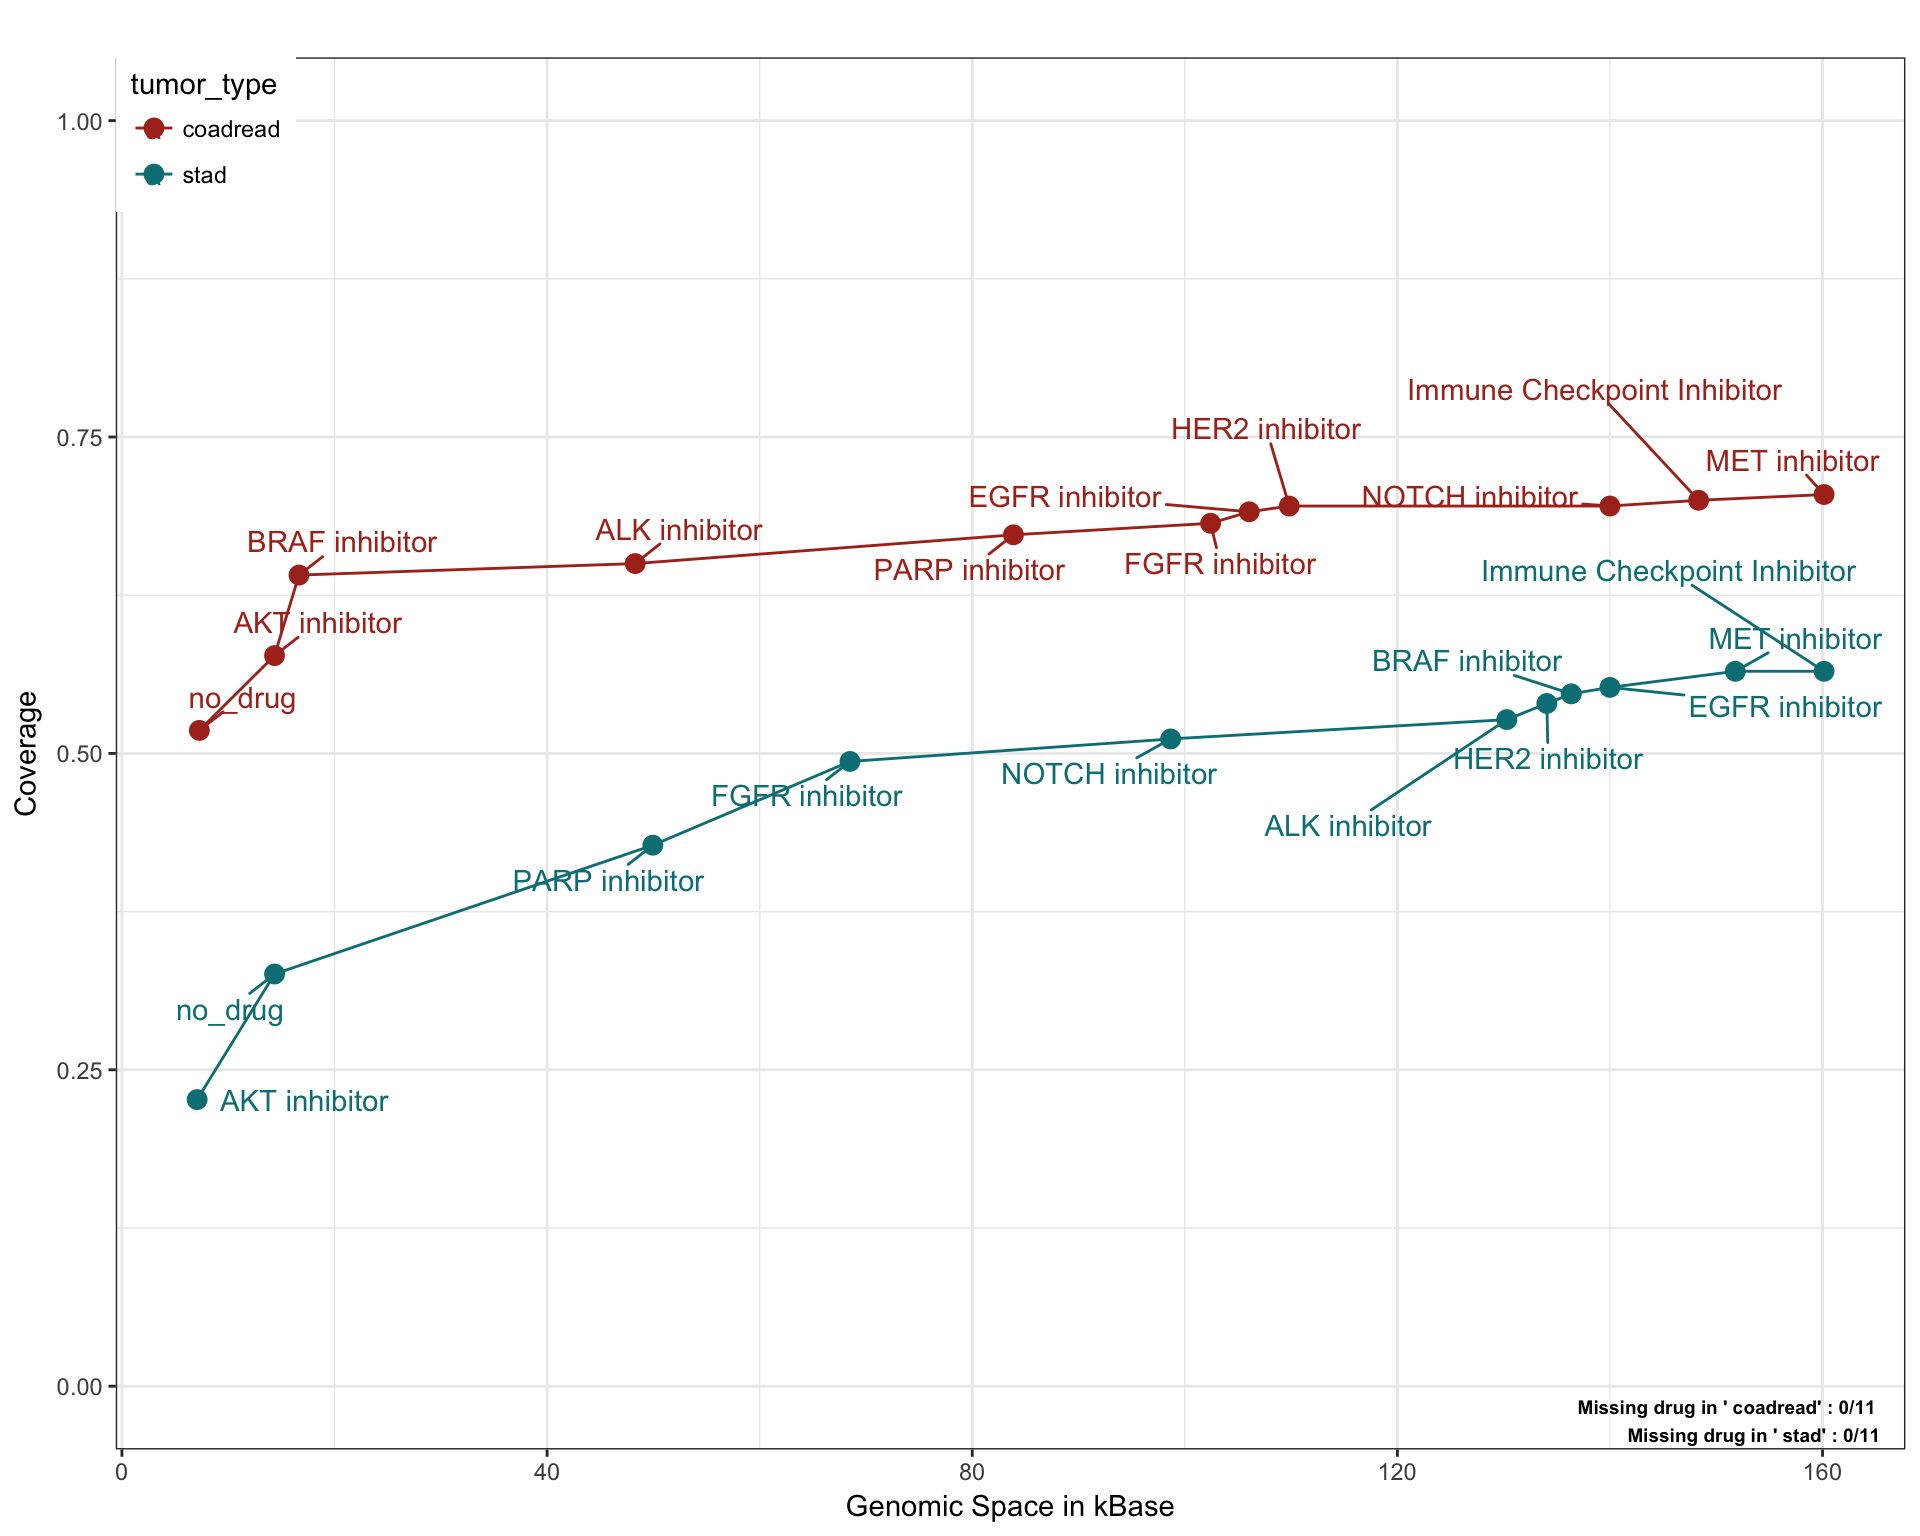 tumor_type
coadread
stad
1.00
0.75
0.50
0.25
0.00
Coverage
Immune Checkpoint Inhibitor
HER2 inhibitor
MET inhibitor
EGFR inhibitor
NOTCH inhibitor
ALK inhibitor
BRAF inhibitor
PARP inhibitor
FGFR inhibitor
AKT inhibitor
no_drug
Immune Checkpoint Inhibitor
MET inhibitor
BRAF inhibitor
EGFR inhibitor
HER2 inhibitor
NOTCH inhibitor
FGFR inhibitor
ALK inhibitor
PARP inhibitor
no_drug
AKT inhibitor
Missing drug in ' coadread' : 0/11
Missing drug in ' stad' : 0/11
0
40
80
120
160
Genomic Space in kBase